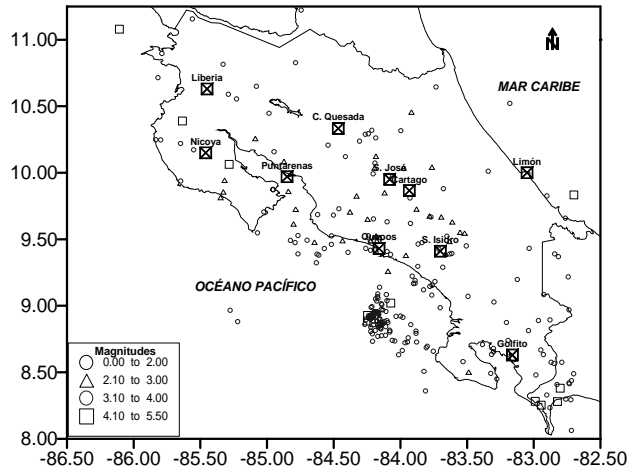 11.00
10.50
10.00
9.50
9.00
8.50
8.00
N
MAR CARIBE
Liberia
C. Quesada
Nicoya
Puntarenas
S. José
Cartago
Limón
S. Isidro
OCÉANO PACÍFICO
Golfito
Magnitudes
0.00 to 2.00
2.10 to 3.00
3.10 to 4.00
4.10 to 5.50
-86.50 -86.00 -85.50 -85.00 -84.50 -84.00 -83.50 -83.00 -82.50